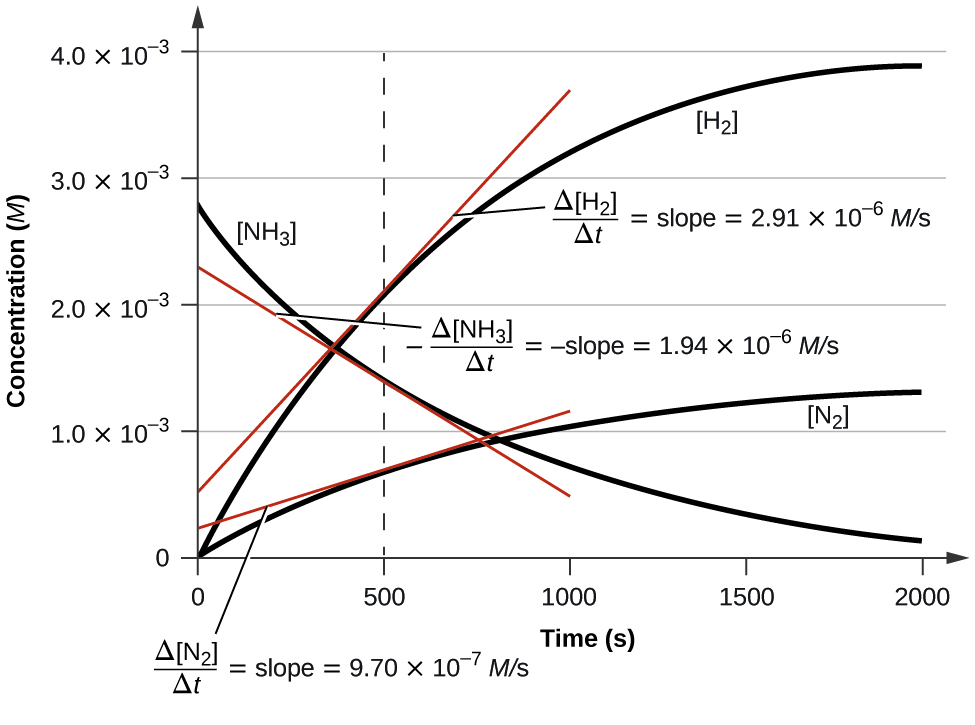 4.0 × 10⁻³
[H₂]
3.0 × 10⁻³
Δ[H₂]
Δt
= slope = 2.91 × 10⁻⁶ M/s
[NH₃]
Concentration (M)
2.0 × 10⁻³
Δ[NH₃]
– Δt
= –slope = 1.94 × 10⁻⁶ M/s
1.0 × 10⁻³
[N₂]
0
0 500 1000 1500 2000
Time (s)
Δ[N₂]
Δt
= slope = 9.70 × 10⁻⁷ M/s